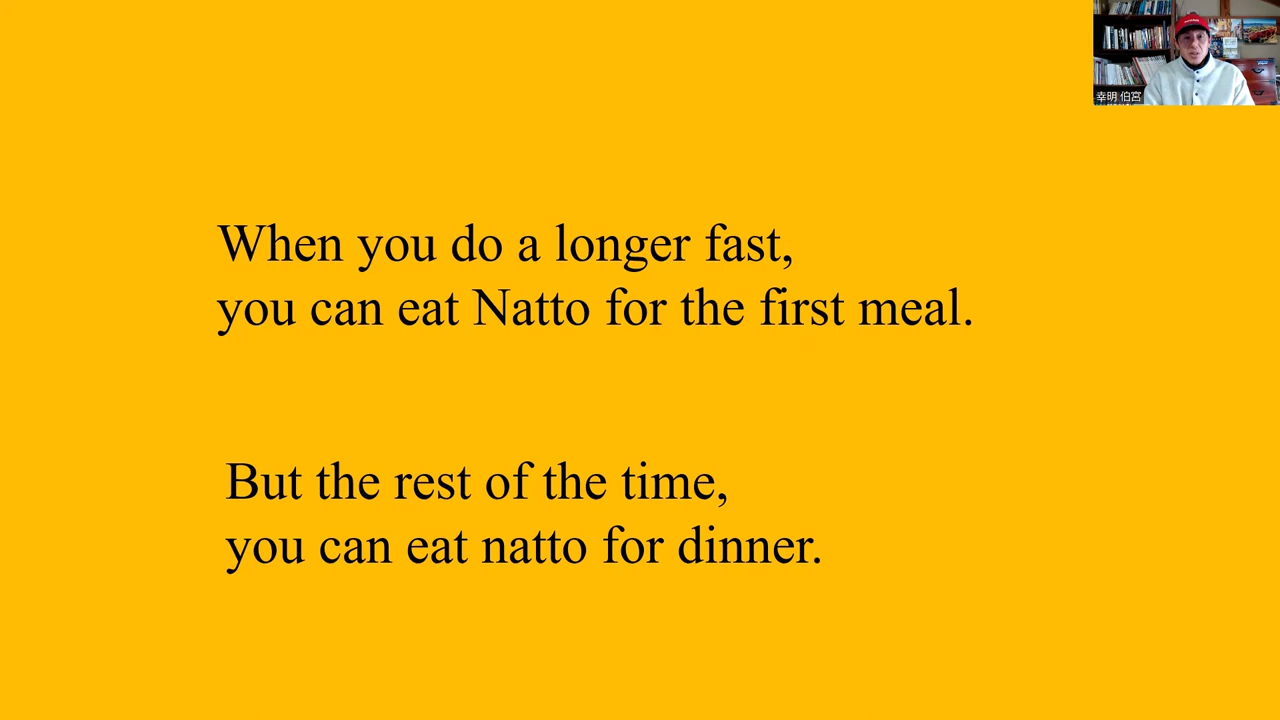 幸明 伯宮
When you do a longer fast,
you can eat Natto for the first meal.
But the rest of the time,
you can eat natto for dinner.